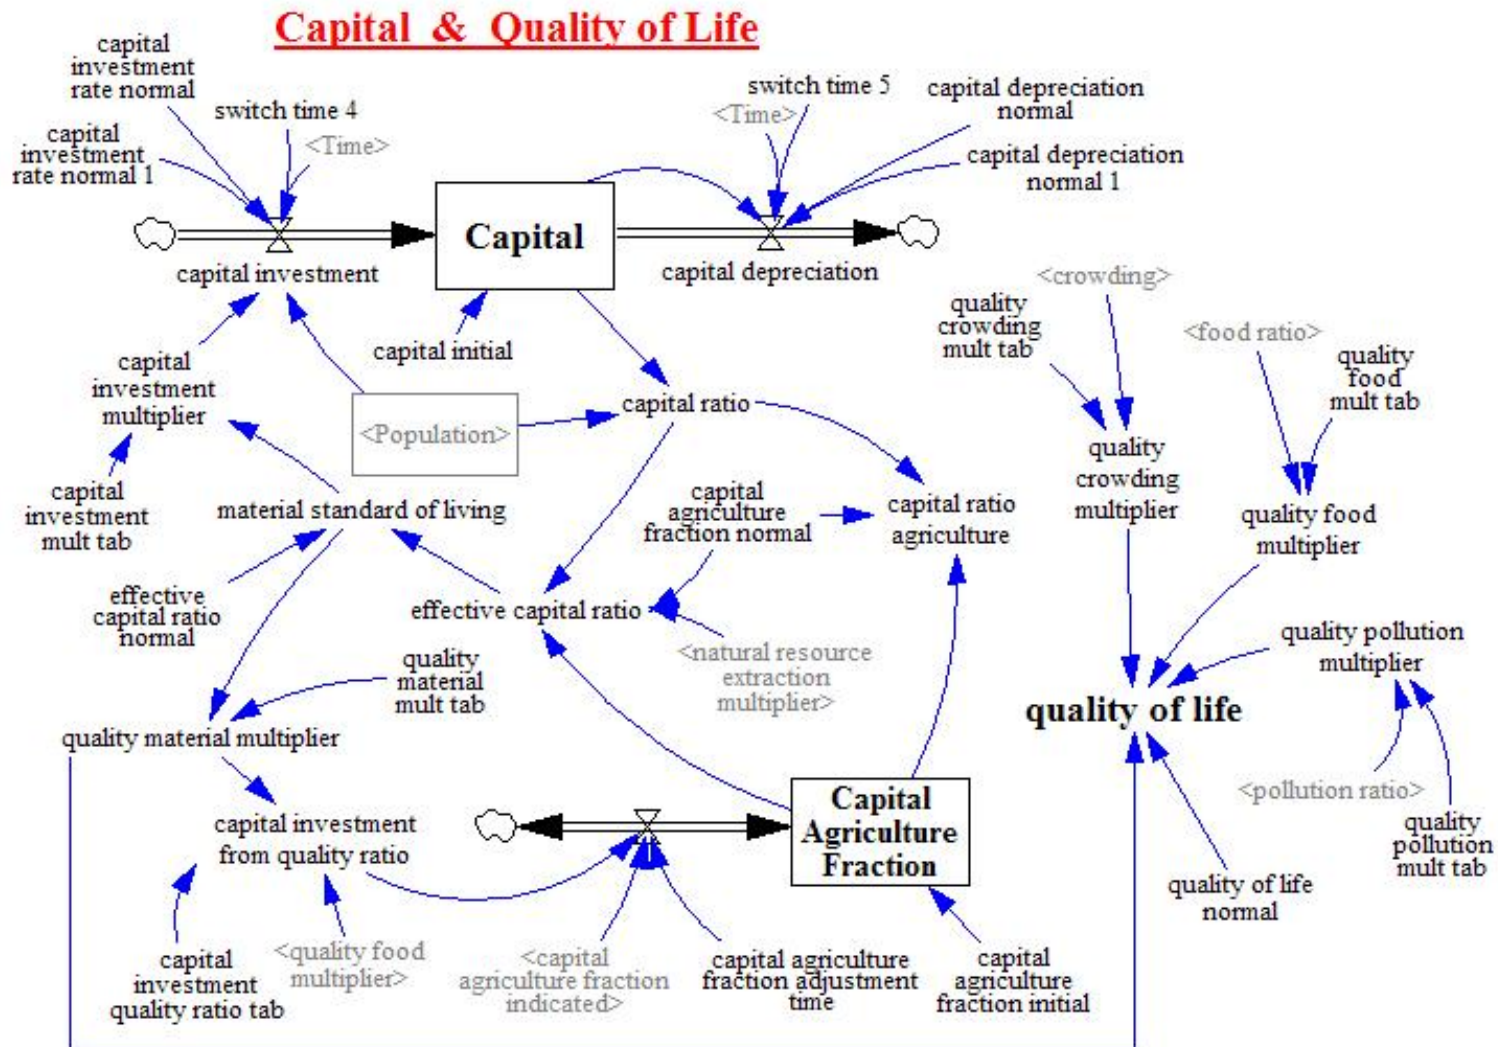 Capital & Quality of Life
capital
investment
rate normal
switch time 4
<Time>
capital
investment
rate normal 1
switch time 5
<Time>
capital depreciation
normal
capital depreciation
normal 1
Capital
capital investment
capital depreciation
capital initial
<crowding>
quality
crowding
mult tab
<food ratio>
quality
food
mult tab
capital
investment
multiplier
<Population>
capital ratio
quality
crowding
multiplier
capital
investment
mult tab
material standard of living
capital
agriculture
fraction normal
capital ratio
agriculture
quality food
multiplier
effective
capital ratio
normal
effective capital ratio
<natural resource
extraction
multiplier>
quality pollution
multiplier
quality
material
mult tab
quality of life
quality material multiplier
<pollution ratio>
quality
pollution
mult tab
capital investment
from quality ratio
Capital
Agriculture
Fraction
quality of life
normal
capital
investment
quality ratio tab
<quality food
multiplier>
<capital
agriculture fraction
indicated>
capital agriculture
fraction adjustment
time
capital
agriculture
fraction initial